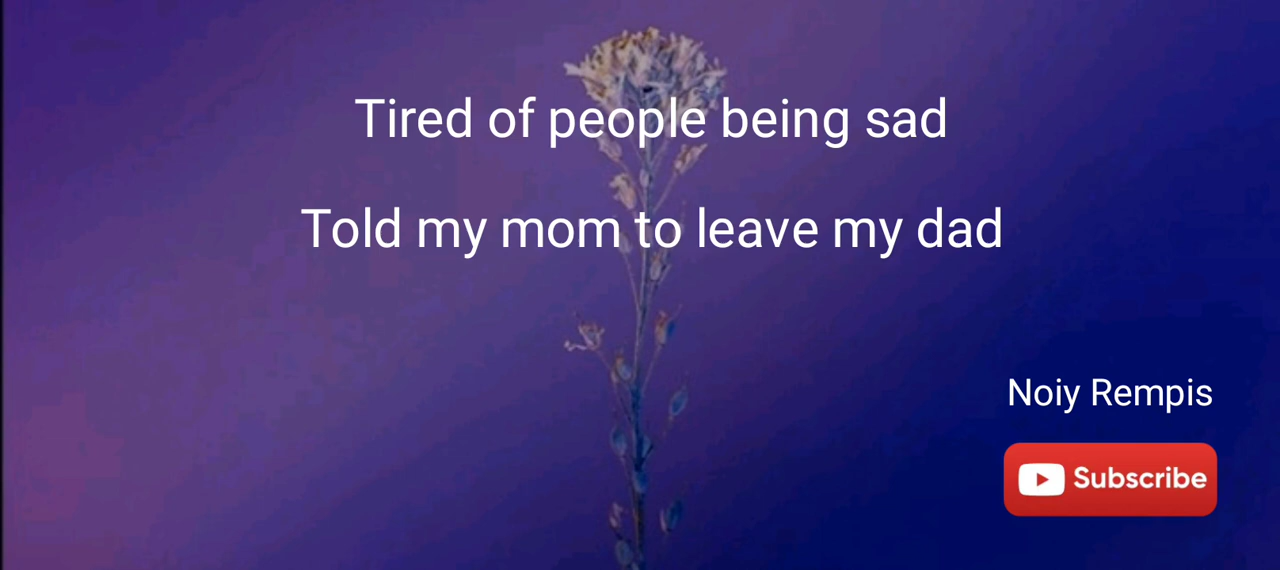 Tired of people being sad
Told my mom to leave my dad
Noiy Rempis
Subscribe